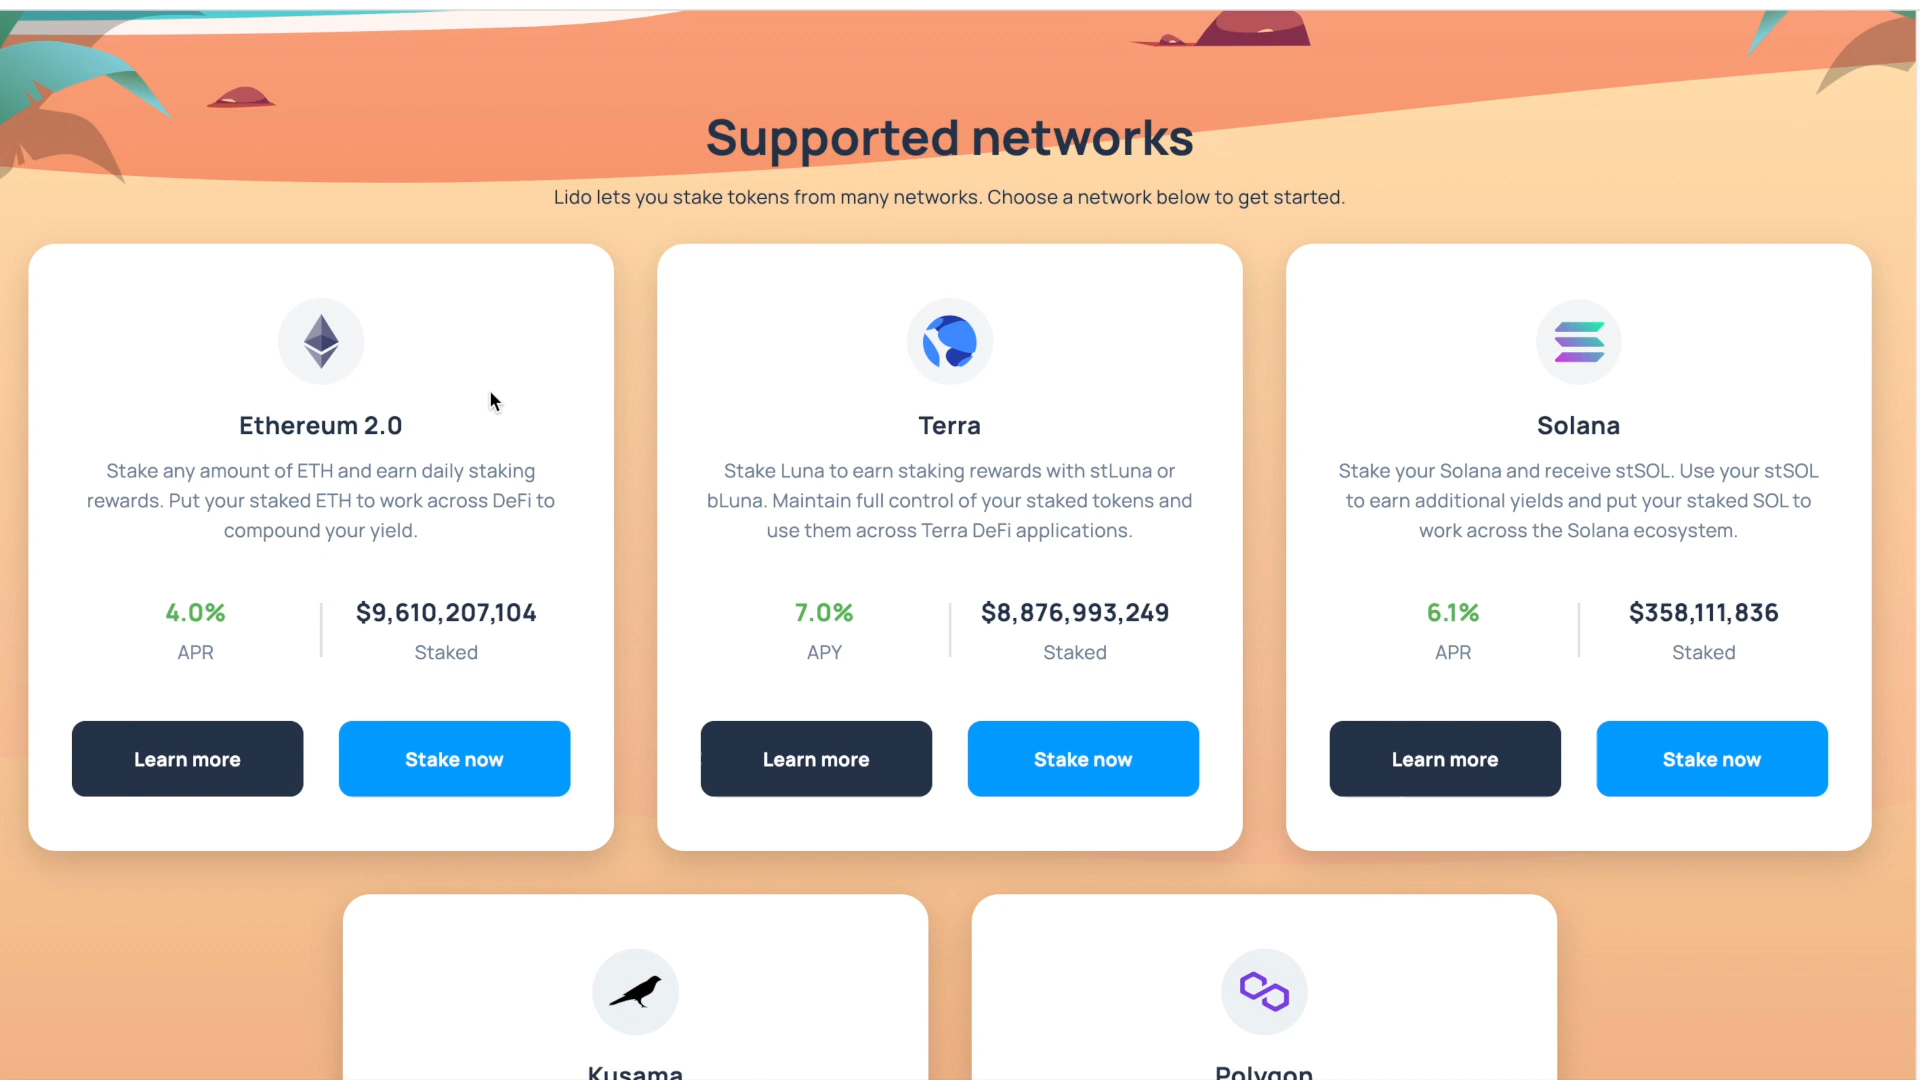 Supported networks
Lido lets you stake tokens from many networks. Choose a network below to get started.
Ethereum 2.0
Stake any amount of ETH and earn daily staking
rewards. Put your staked ETH to work across DeFi to
compound your yield.
4.0%
APR
$9,610,207,104
Staked
Learn more
Stake now
Terra
Stake Luna to earn staking rewards with stLuna or
bLuna. Maintain full control of your staked tokens and
use them across Terra DeFi applications.
7.0%
APY
$8,876,993,249
Staked
Learn more
Stake now
Solana
Stake your Solana and receive stSOL. Use your stSOL
to earn additional yields and put your staked SOL to
work across the Solana ecosystem.
6.1%
APR
$358,111,836
Staked
Learn more
Stake now
Kusama
Polygon